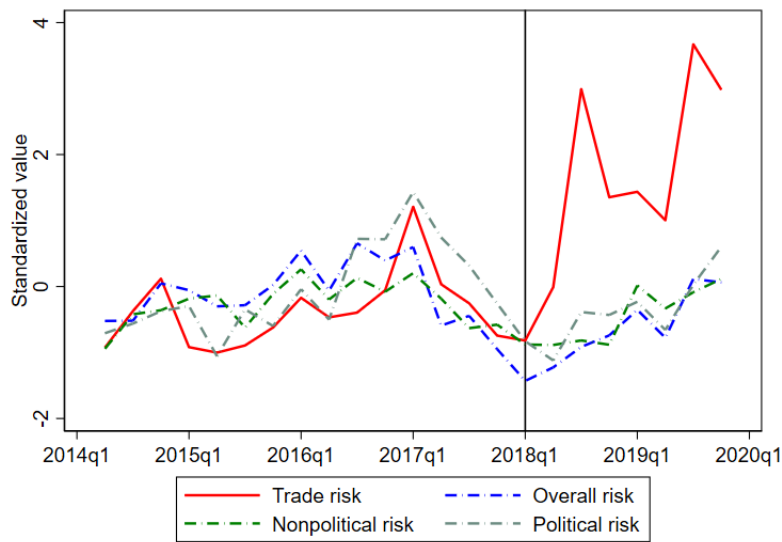 Standardized value
4
2
0
-2
2014q1 2015q1 2016q1 2017q1 2018q1 2019q1 2020q1
Trade risk Overall risk
Nonpolitical risk Political risk